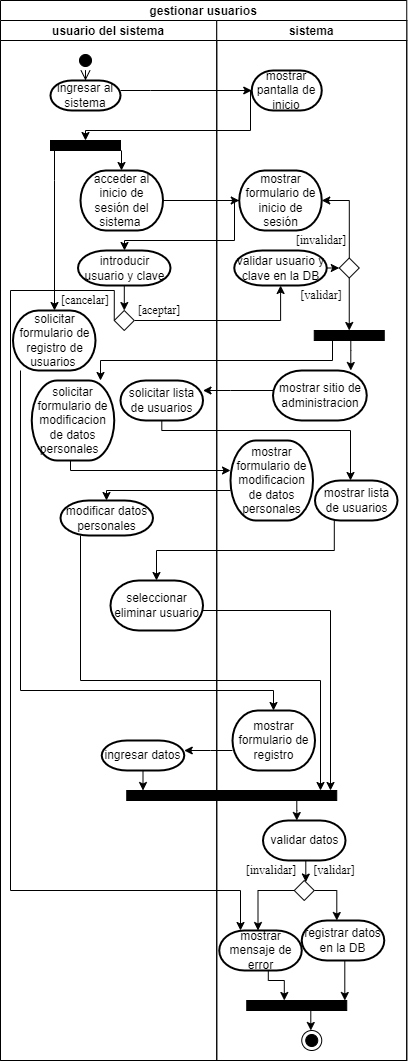 gestionar usuarios
usuario del sistema
sistema
ingresar al
sistema
mostrar
pantalla de
inicio
acceder al
inicio de
sesión del
sistema
mostrar
formulario de
inicio de
sesión
[invalidar]
introducir
usuario y clave
validar usuario y
clave en la DB
[cancelar]
[aceptar]
[validar]
solicitar
formulario de
registro de
usuarios
solicitar
formulario de
modificacion
de datos
personales
solicitar lista
de usuarios
mostrar sitio de
administracion
mostrar
formulario de
modificacion
de datos
personales
mostrar lista
de usuarios
modificar datos
personales
seleccionar
eliminar usuario
mostrar
formulario de
registro
ingresar datos
validar datos
[invalidar]
[validar]
mostrar
mensaje de
error
registrar datos
en la DB